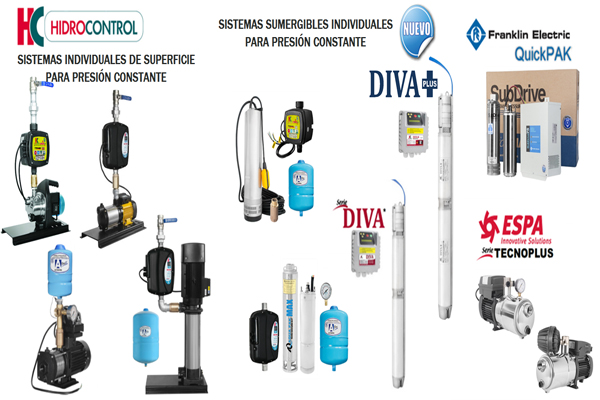 HC HIDROCONTROL
SISTEMAS INDIVIDUALES DE SUPERFICIE
PARA PRESIÓN CONSTANTE
SISTEMAS SUMERGIBLES INDIVIDUALES
PARA PRESIÓN CONSTANTE
NUEVO
DIVA+
PLUS
Serie
DIVA
MAX
Franklin Electric
QuickPAK
SubDrive
ESPA
Innovative Solutions
Serie TECNOPLUS